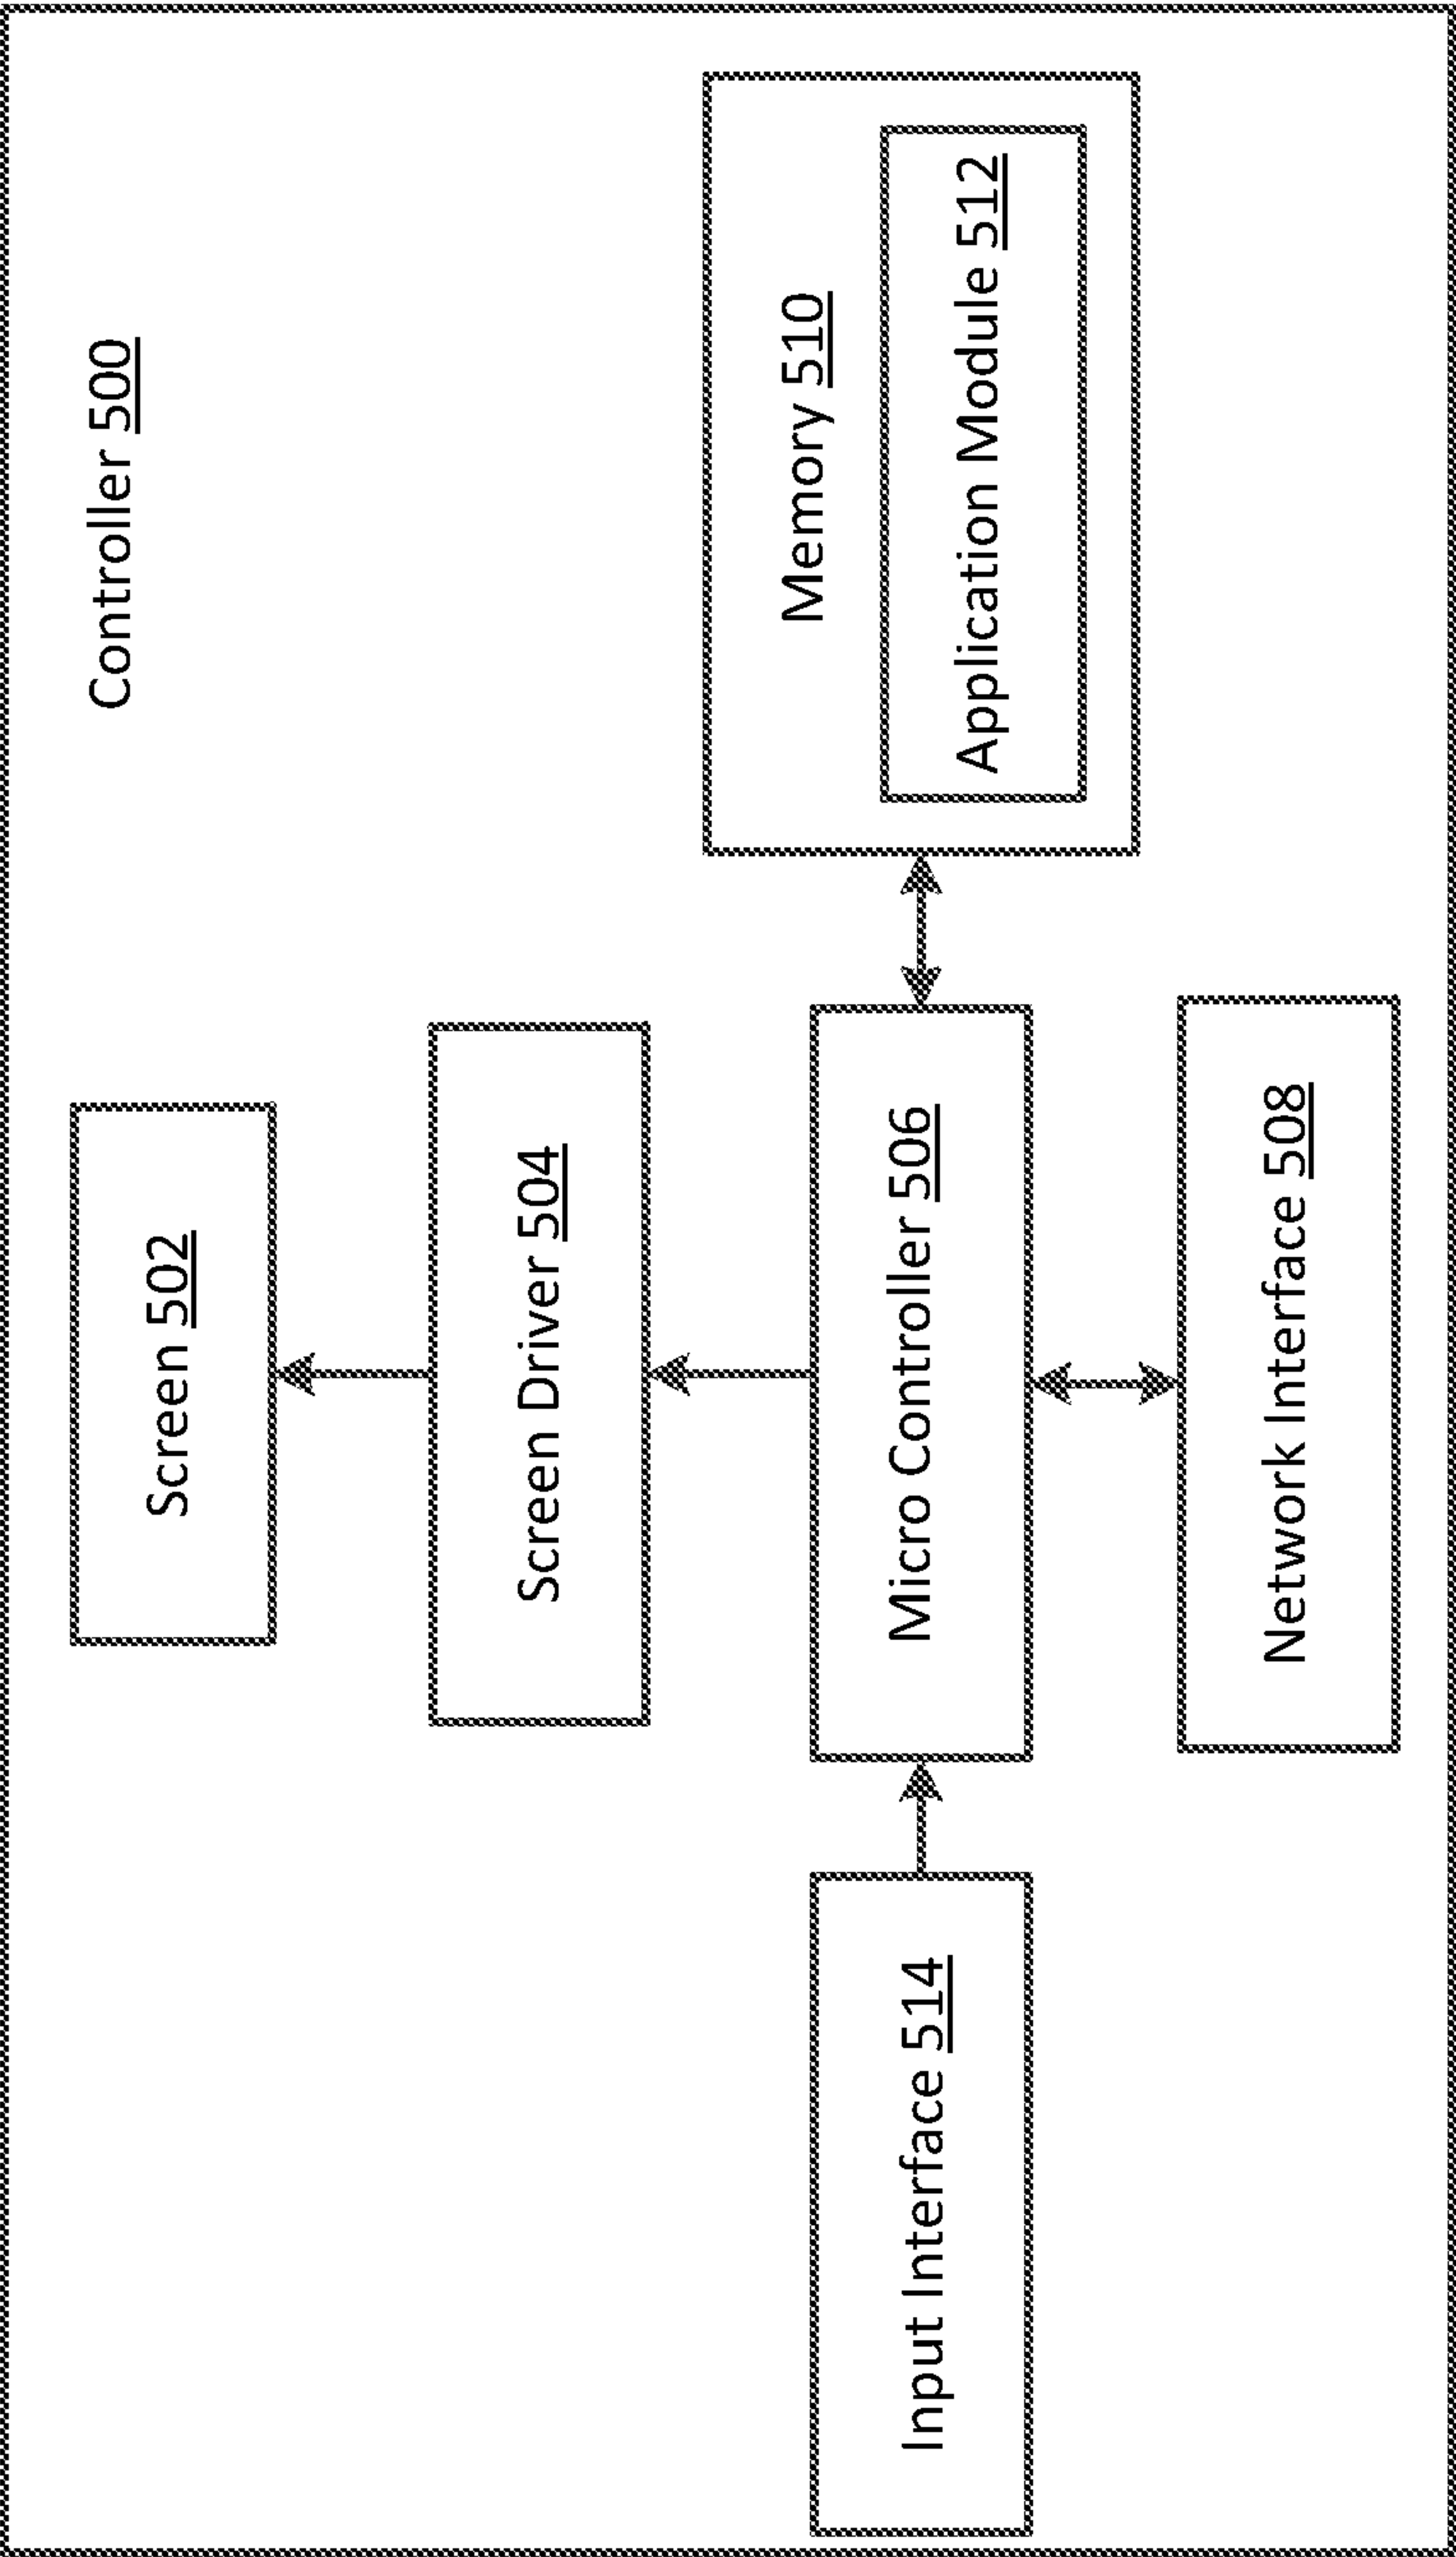 Controller 500
Screen 502
Screen Driver 504
Input Interface 514
Micro Controller 506
Memory 510
Application Module 512
Network Interface 508